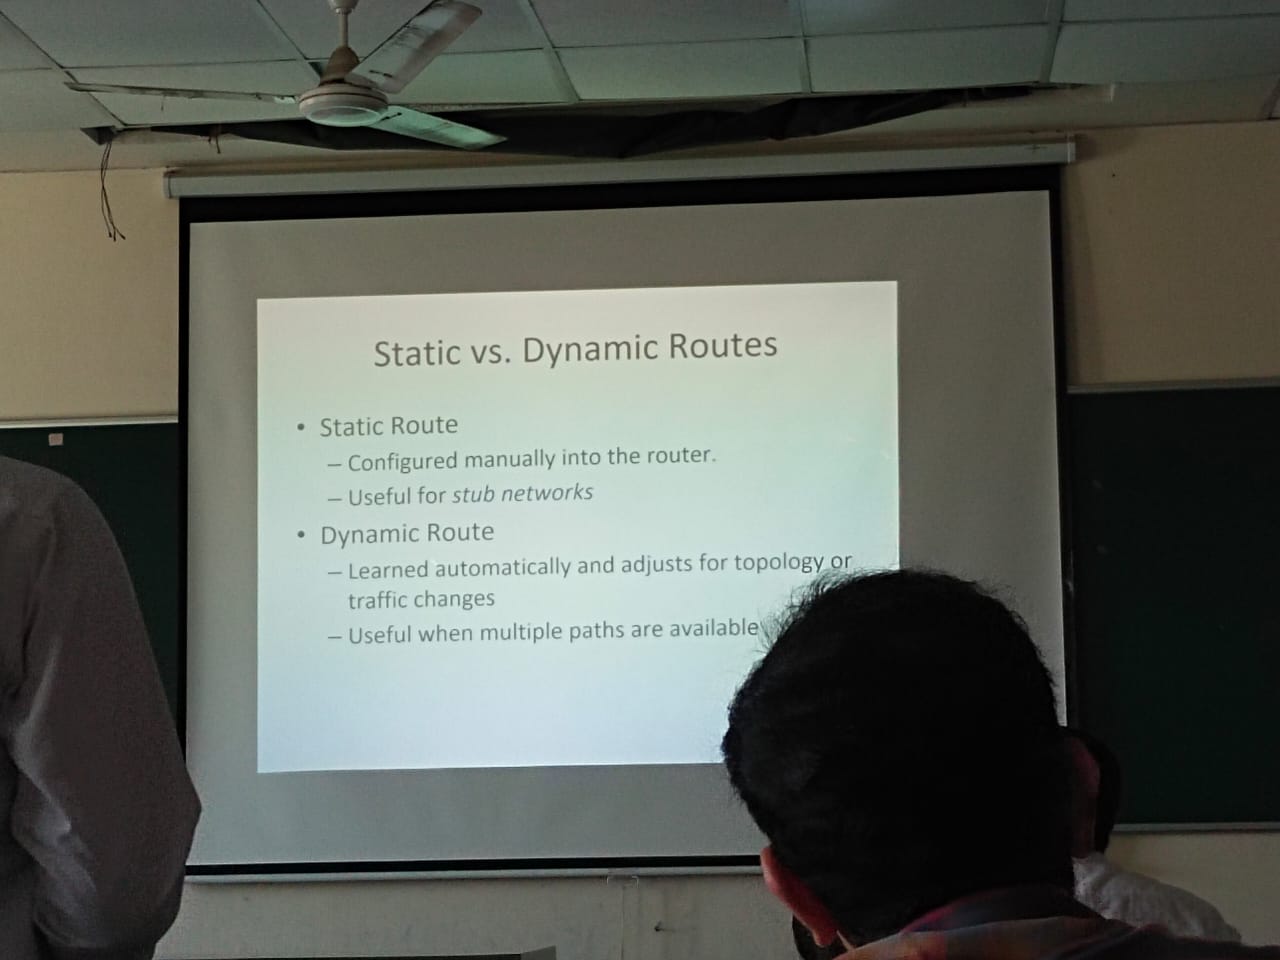 Static vs. Dynamic Routes
• Static Route
– Configured manually into the router.
– Useful for stub networks
• Dynamic Route
– Learned automatically and adjusts for topology or
traffic changes
– Useful when multiple paths are available